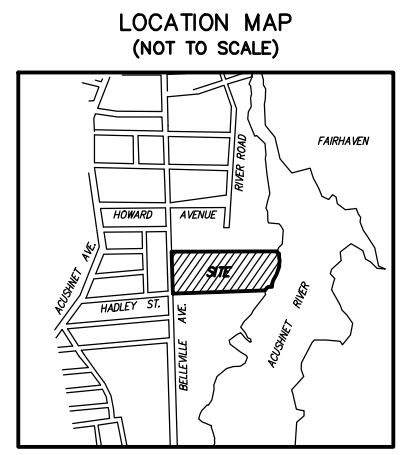 LOCATION MAP
(NOT TO SCALE)
FAIRHAVEN
RIVER ROAD
HOWARD AVENUE
ACUSHNET AVE.
SITE
HADLEY ST.
BELLEVILLE AVE.
ACUSHNET RIVER